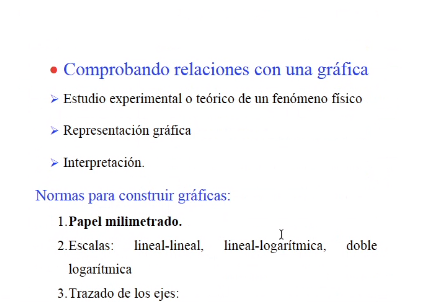 • Comprobando relaciones con una gráfica
➢ Estudio experimental o teórico de un fenómeno físico
➢ Representación gráfica
➢ Interpretación.
Normas para construir gráficas:
1.Papel milimetrado.
2.Escalas: lineal-lineal, lineal-logarítmica, doble
logarítmica
3.Trazado de los ejes: